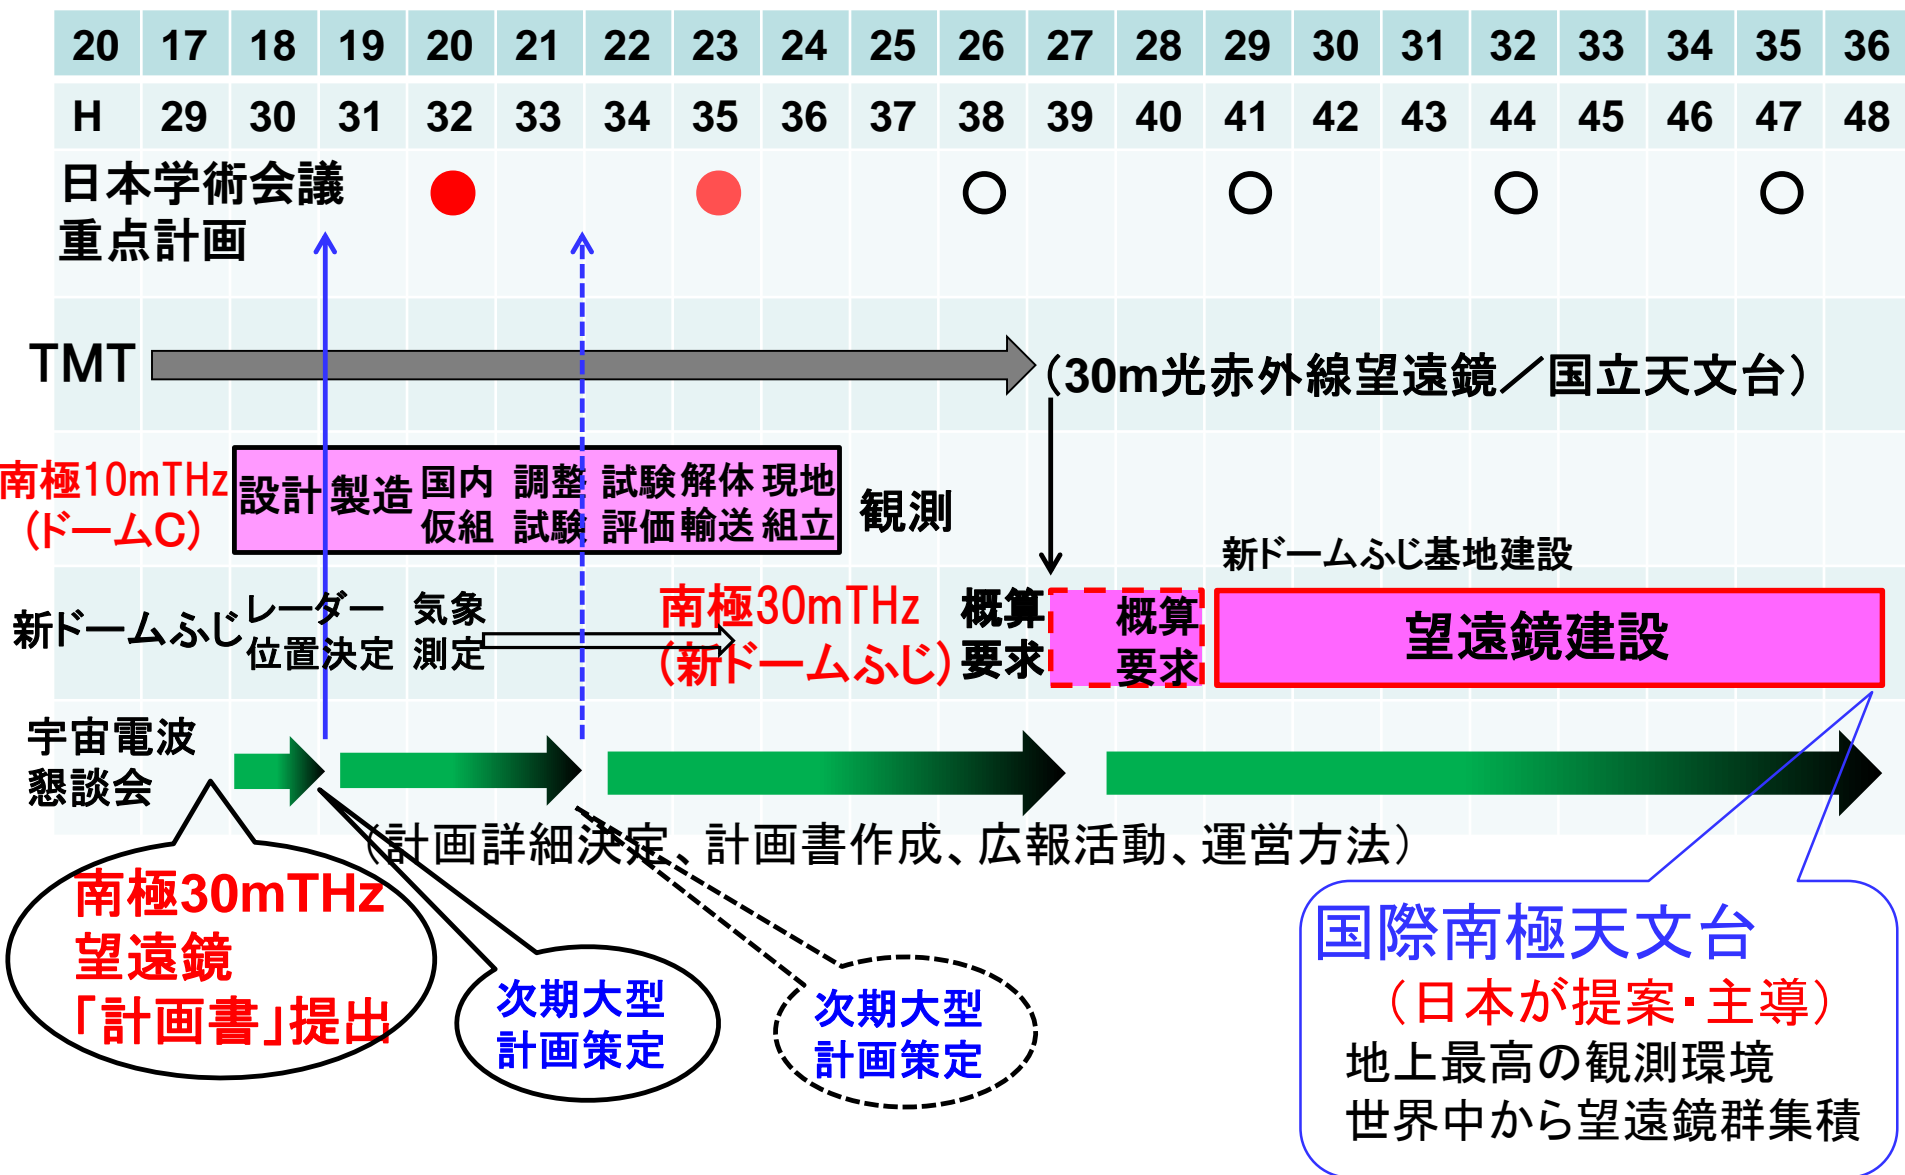 20 17 18 19 20 21 22 23 24 25 26 27 28 29 30 31 32 33 34 35 36
H 29 30 31 32 33 34 35 36 37 38 39 40 41 42 43 44 45 46 47 48
日本学術会議
重点計画
TMT
(30m光赤外線望遠鏡／国立天文台)
南極10mTHz
(ドームC)
設計 製造
国内 調整 試験 解体 現地
仮組 試験 評価 輸送 組立
観測
新ドームふじ
レーダー
位置決定
気象
測定
南極30mTHz
(新ドームふじ)
概算
要求
概算
要求
新ドームふじ基地建設
望遠鏡建設
宇宙電波
懇談会
(計画詳細決定、計画書作成、広報活動、運営方法)
南極30mTHz
望遠鏡
「計画書」提出
次期大型
計画策定
次期大型
計画策定
国際南極天文台
(日本が提案・主導)
地上最高の観測環境
世界中から望遠鏡群集積